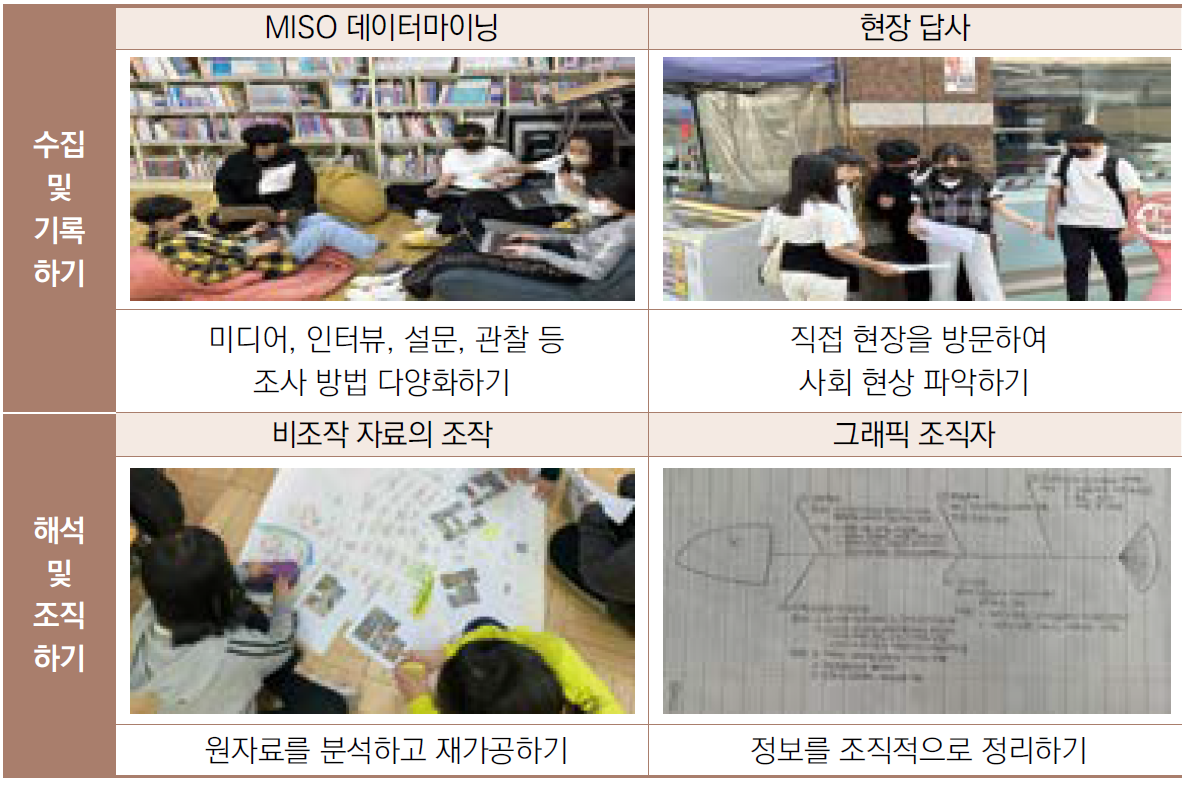 MISO 데이터마이닝
현장 답사
수집
및
기록
하기
미디어, 인터뷰, 설문, 관찰 등
조사 방법 다양화하기
직접 현장을 방문하여
사회 현상 파악하기
비조작 자료의 조작
그래픽 조직자
해석
및
조직
하기
원자료를 분석하고 재가공하기
정보를 조직적으로 정리하기